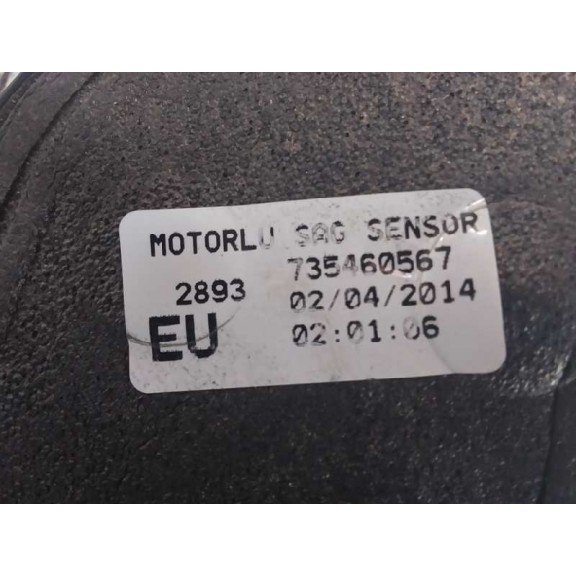 MOTORLU SAG SENSOR
735460567
2893 02/04/2014
EU 02:01:06